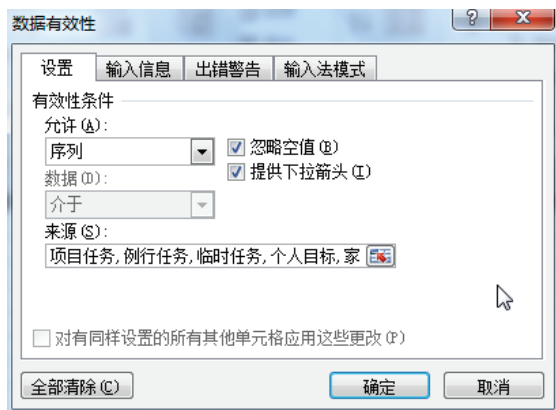 数据有效性
设置 输入信息 出错警告 输入法模式
有效性条件
允许(A):
序列
忽略空值(B)
数据(D):
提供下拉箭头(I)
介于
来源(S):
项目任务,例行任务,临时任务,个人目标,家
对有同样设置的所有其他单元格应用这些更改(P)
全部清除(C) 确定 取消